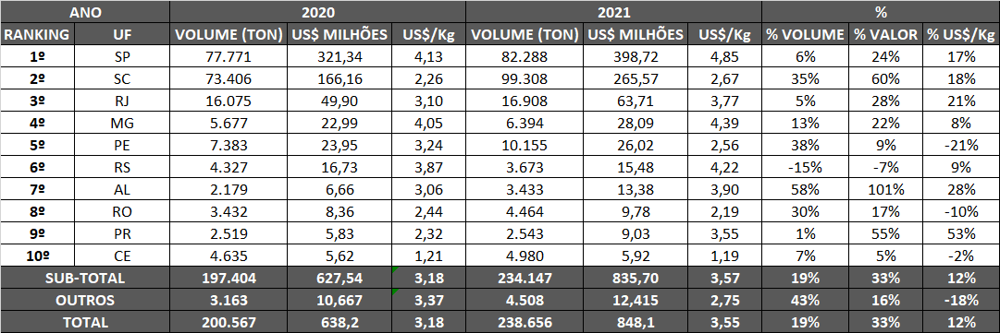 ANO 2020 2021 %
RANKING UF VOLUME (TON) US$ MILHÕES US$/Kg VOLUME (TON) US$ MILHÕES US$/Kg % VOLUME % VALOR % US$/Kg
1º SP 77.771 321,34 4,13 82.288 398,72 4,85 6% 24% 17%
2º SC 73.406 166,16 2,26 99.308 265,57 2,67 35% 60% 18%
3º RJ 16.075 49,90 3,10 16.908 63,71 3,77 5% 28% 21%
4º MG 5.677 22,99 4,05 6.394 28,09 4,39 13% 22% 8%
5º PE 7.383 23,95 3,24 10.155 26,02 2,56 38% 9% -21%
6º RS 4.327 16,73 3,87 3.673 15,48 4,22 -15% -7% 9%
7º AL 2.179 6,66 3,06 3.433 13,38 3,90 58% 101% 28%
8º RO 3.432 8,36 2,44 4.464 9,78 2,19 30% 17% -10%
9º PR 2.519 5,83 2,32 2.543 9,03 3,55 1% 55% 53%
10º CE 4.635 5,62 1,21 4.980 5,92 1,19 7% 5% -2%
SUB-TOTAL 197.404 627,54 3,18 234.147 835,70 3,57 19% 33% 12%
OUTROS 3.163 10,667 3,37 4.508 12,415 2,75 43% 16% -18%
TOTAL 200.567 638,2 3,18 238.656 848,1 3,55 19% 33% 12%